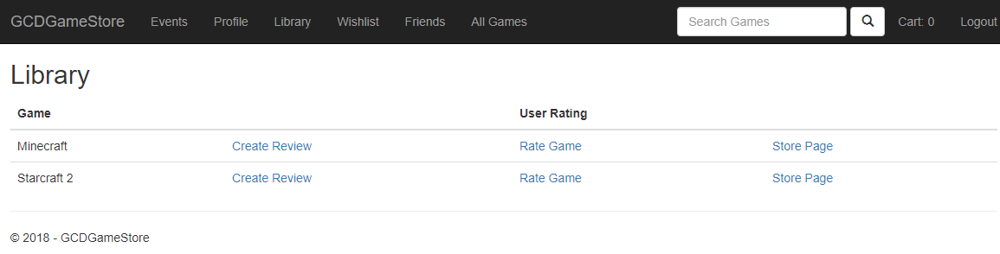 GCDGameStore Events Profile Library Wishlist Friends All Games Search Games Cart: 0 Logout
Library
Game User Rating
Minecraft Create Review Rate Game Store Page
Starcraft 2 Create Review Rate Game Store Page
© 2018 - GCDGameStore